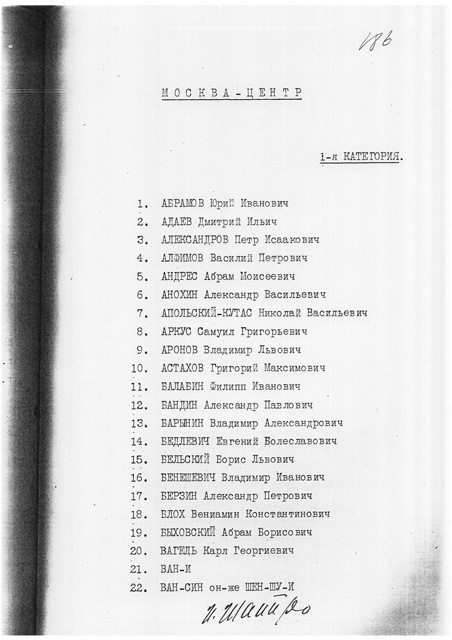 186
МОСКВА-ЦЕНТР
1-я КАТЕГОРИЯ.
1. АБРАМОВ Юрий Иванович
2. АДАЕВ Дмитрий Ильич
3. АЛЕКСАНДРОВ Петр Исаакович
4. АЛФИМОВ Василий Петрович
5. АНДРЕС Абрам Моисеевич
6. АНОХИН Александр Васильевич
7. АПОЛЬСКИЙ-КУТАС Николай Васильевич
8. АРКУС Самуил Григорьевич
9. АРОНОВ Владимир Львович
10. АСТАХОВ Григорий Максимович
11. БАЛАБИН Филипп Иванович
12. БАНДИН Александр Павлович
13. БАРЫНИН Владимир Александрович
14. БЕДЛЕВИЧ Евгений Болеславович
15. БЕЛЬСКИЙ Борис Львович
16. БЕНЕШЕВИЧ Владимир Иванович
17. БЕРЗИН Александр Петрович
18. БЛОХ Вениамин Константинович
19. БЫХОВСКИЙ Абрам Борисович
20. ВАГЕЛЬ Карл Георгиевич
21. ВАН-И
22. ВАН-СИН он-же ШЕН-ШУ-И
И. Шапиро